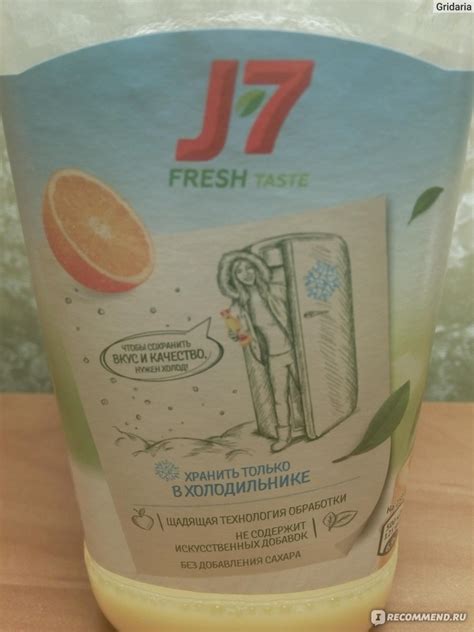 Gridaria
J7
FRESH TASTE
ЧТОБЫ СОХРАНИТЬ
ВКУС И КАЧЕСТВО,
НУЖЕН ХОЛОД!
ХРАНИТЬ ТОЛЬКО
В ХОЛОДИЛЬНИКЕ
ЩАДЯЩАЯ ТЕХНОЛОГИЯ ОБРАБОТКИ
НЕ СОДЕРЖИТ
ИСКУССТВЕННЫХ ДОБАВОК
БЕЗ ДОБАВЛЕНИЯ САХАРА
IRECOMMEND.RU